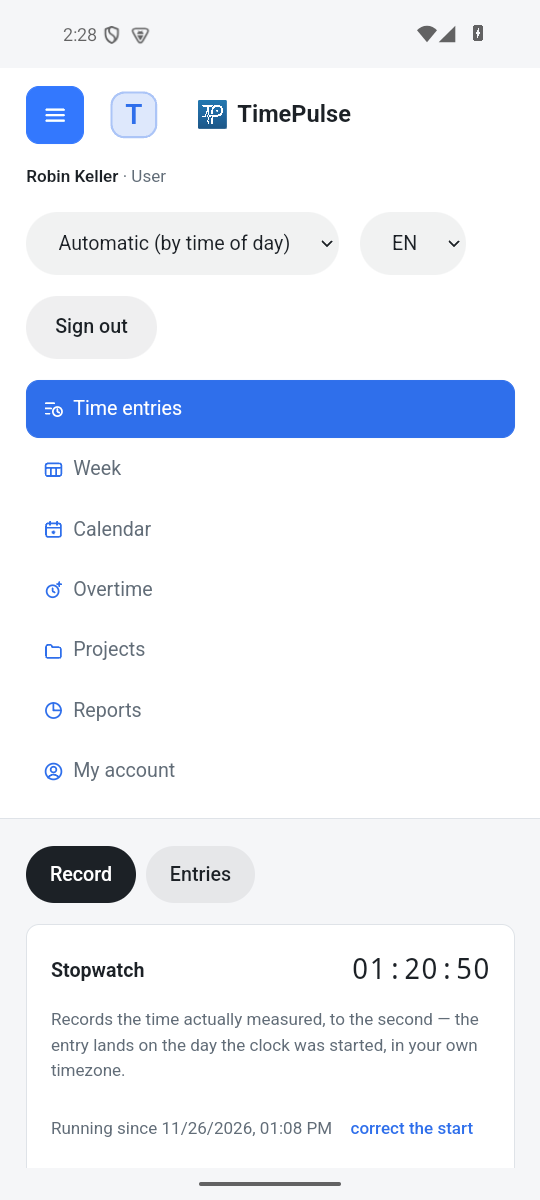 2:28
T
TimePulse
Robin Keller · User
Automatic (by time of day)
EN
Sign out
Time entries
Week
Calendar
Overtime
Projects
Reports
My account
Record
Entries
Stopwatch
01:20:50
Records the time actually measured, to the second — the
entry lands on the day the clock was started, in your own
timezone.
Running since 11/26/2026, 01:08 PM
correct the start